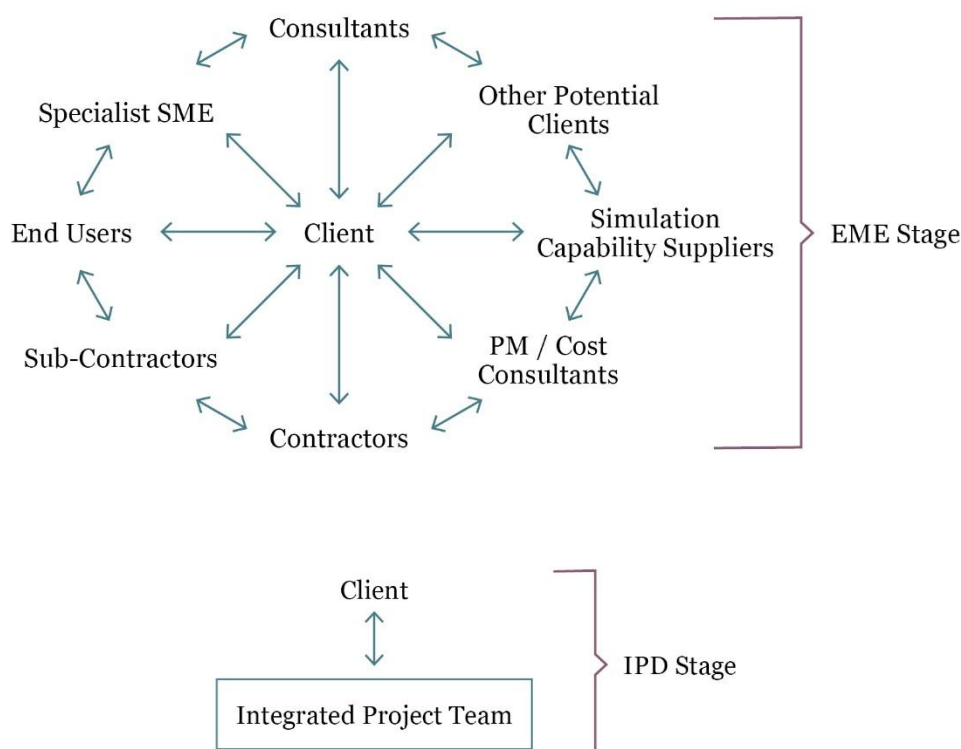 Consultants
Specialist SME
Other Potential
Clients
End Users
Client
Simulation
Capability Suppliers
EME Stage
Sub-Contractors
PM / Cost
Consultants
Contractors
Client
IPD Stage
Integrated Project Team